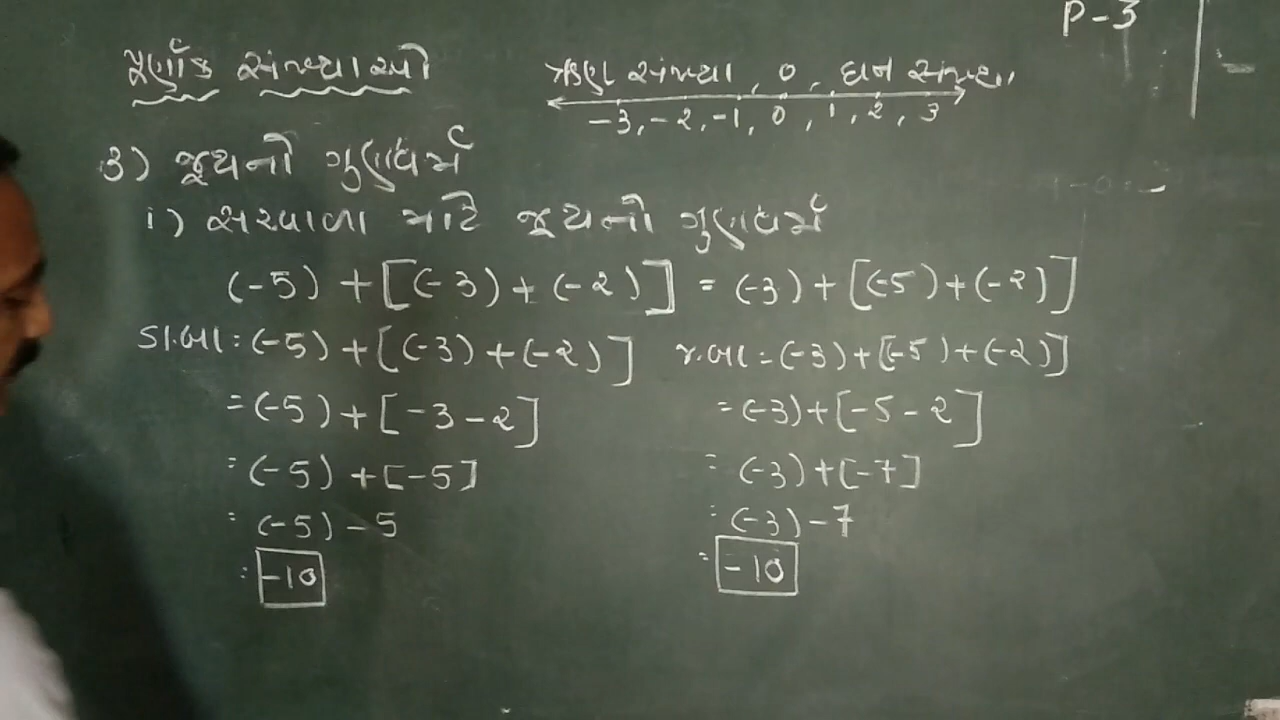 P-3
પૂર્ણાંક સંખ્યાઓ
ઋણ સંખ્યા, 0, ધન સંખ્યા
-3, -2, -1, 0, 1, 2, 3
3) જૂથનો ગુણધર્મ
i) સરવાળા માટે જૂથનો ગુણધર્મ
(-5) + [(-3) + (-2)] = (-3) + [(-5) + (-2)]
ડા.બા. = (-5) + [(-3) + (-2)]
= (-5) + [-3 - 2]
= (-5) + [-5]
= (-5) - 5
= -10
જ.બા = (-3) + [(-5) + (-2)]
= (-3) + [-5 - 2]
= (-3) + [-7]
= (-3) - 7
= -10